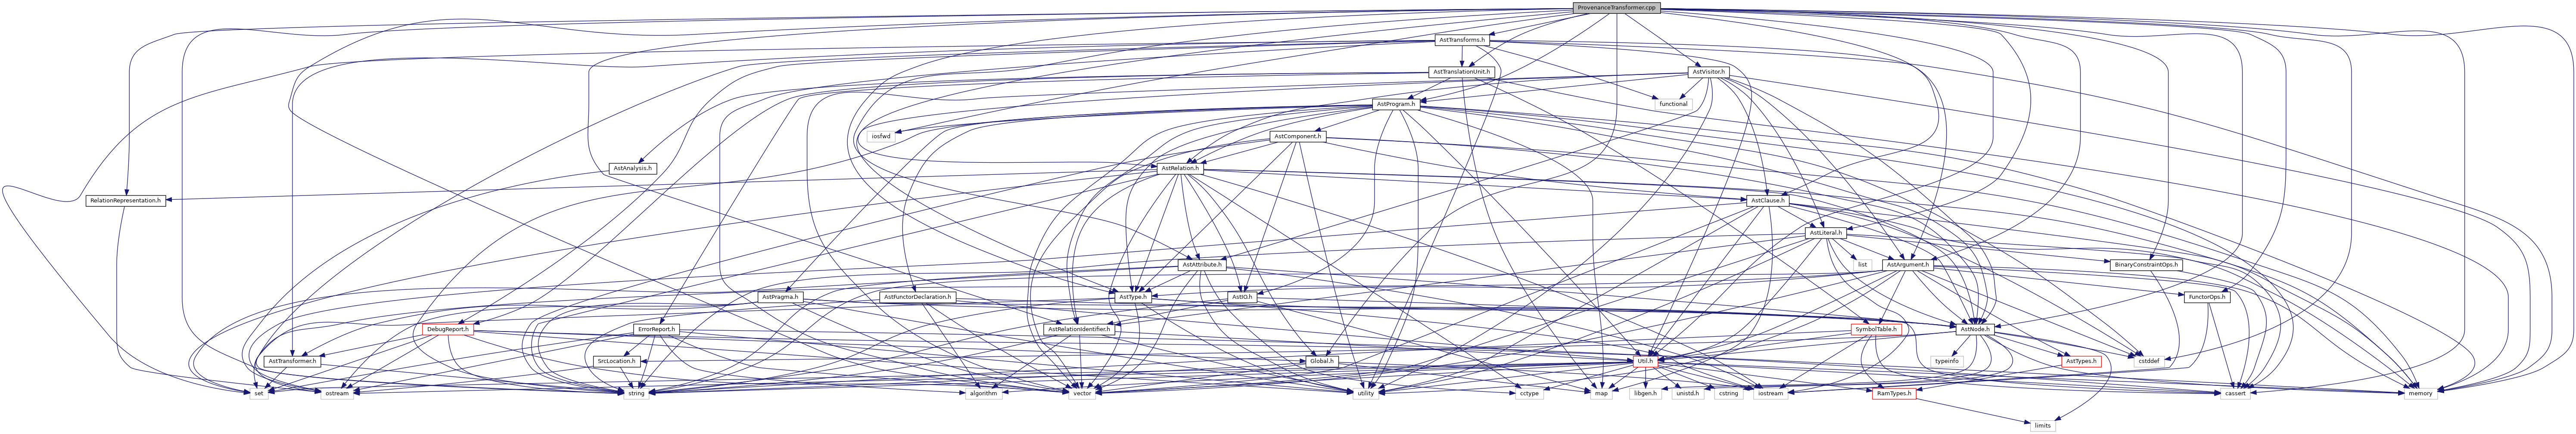 ProvenanceTransformer.cpp
AstTransforms.h
AstTranslationUnit.h
AstVisitor.h
AstProgram.h
functional
iosfwd
AstComponent.h
AstAnalysis.h
AstRelation.h
RelationRepresentation.h
AstClause.h
AstLiteral.h
AstAttribute.h
list
AstArgument.h
BinaryConstraintOps.h
AstPragma.h
AstFunctorDeclaration.h
AstType.h
AstIO.h
FunctorOps.h
DebugReport.h
ErrorReport.h
AstRelationIdentifier.h
SymbolTable.h
AstNode.h
AstTransformer.h
SrcLocation.h
Global.h
Util.h
typeinfo
AstTypes.h
cstddef
set
ostream
string
algorithm
vector
utility
cctype
map
libgen.h
unistd.h
cstring
iostream
RamTypes.h
cassert
memory
limits